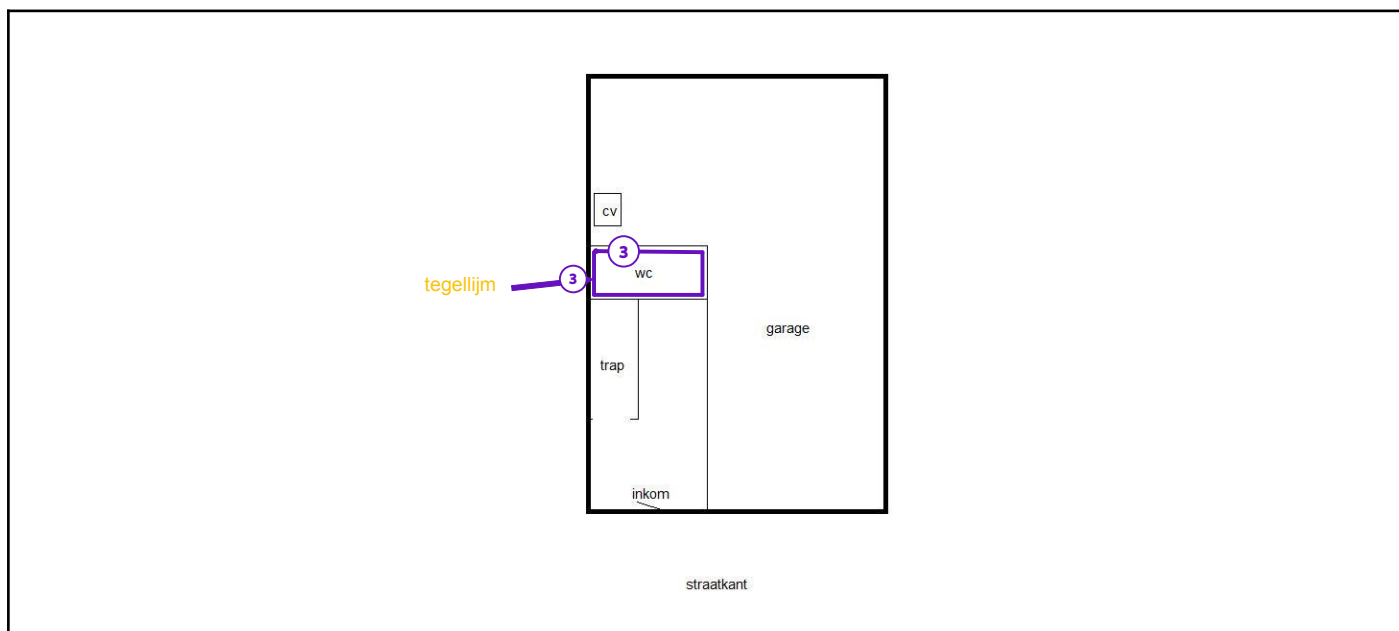 cv
3
wc
3
tegellijm
garage
trap
inkom
straatkant